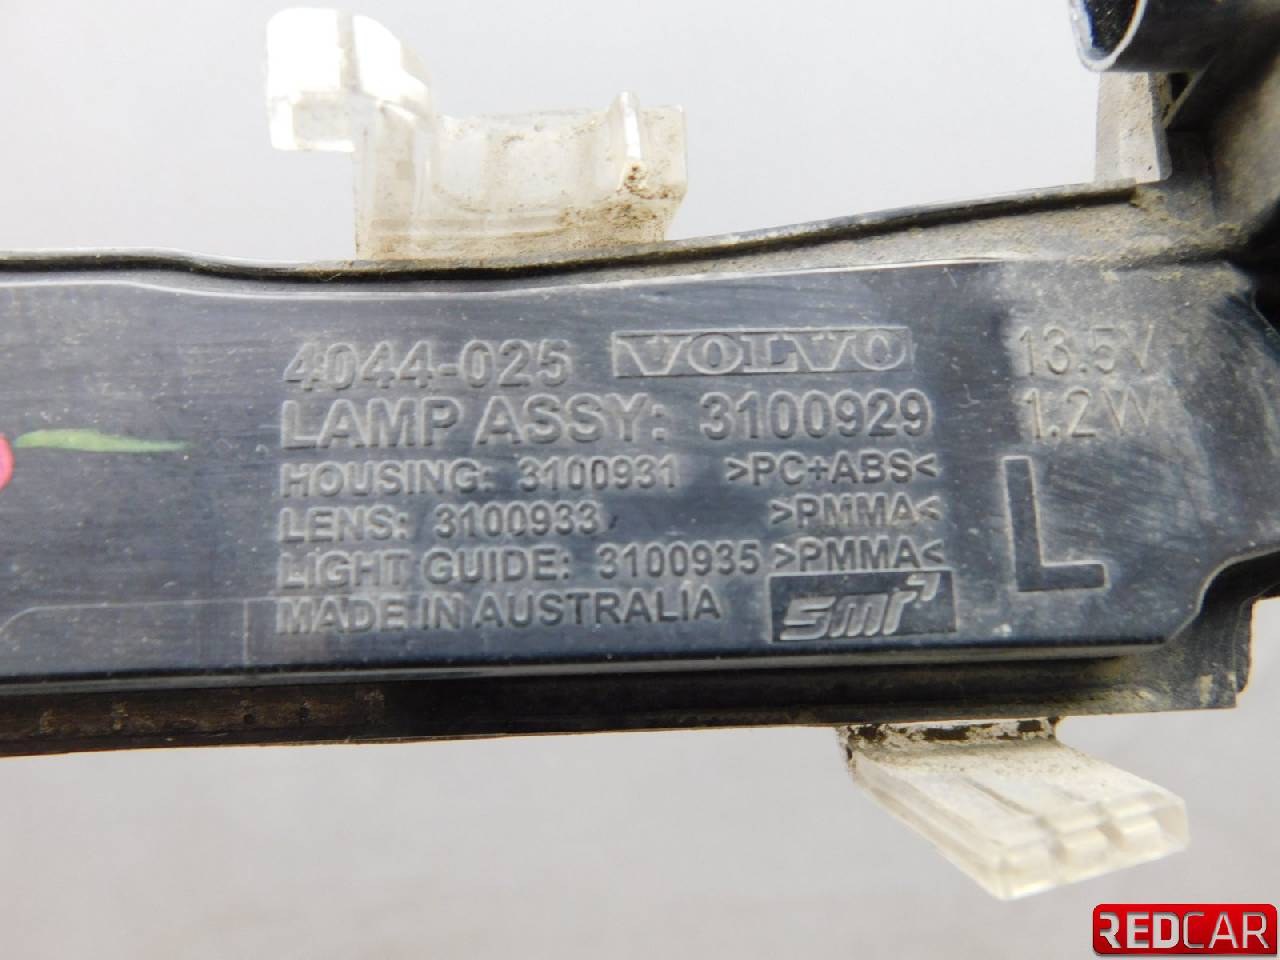 4044-025 VOLVO 13.5V
LAMP ASSY: 3100929 1.2W
HOUSING: 3100931 >PC+ABS<
LENS: 3100933 >PMMA<
LIGHT GUIDE: 3100935 >PMMA<
MADE IN AUSTRALIA smr L
REDCAR